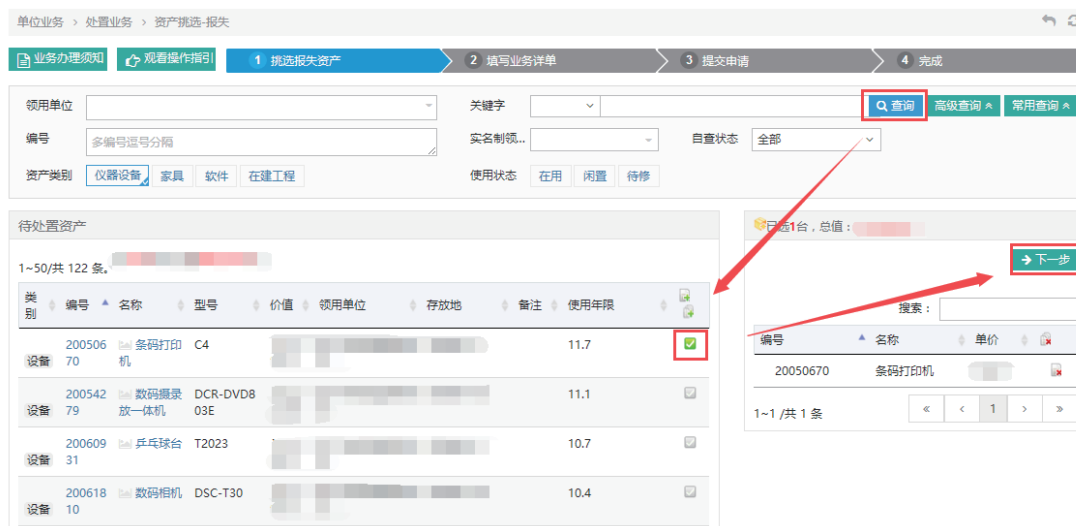 单位业务 > 处置业务 > 资产挑选-报失
业务办理须知 观看操作指引 1 挑选报失资产 2 填写业务详单 3 提交申请 4 完成
领用单位 关键字 查询 高级查询 常用查询
编号 多编号逗号分隔 实名制领... 自查状态 全部
资产类别 仪器设备 家具 软件 在建工程 使用状态 在用 闲置 待修
待处置资产
已选1台，总值：
1~50/共 122 条。
下一步
搜索：
类别 编号 名称 型号 价值 领用单位 存放地 备注 使用年限
设备 20050670 条码打印机 C4 11.7
设备 20054279 数码摄录放一体机 DCR-DVD803E 11.1
设备 20060931 乒乓球台 T2023 10.7
设备 20061810 数码相机 DSC-T30 10.4
编号 名称 单价
20050670 条码打印机
1~1 /共 1 条 « ‹ 1 › »